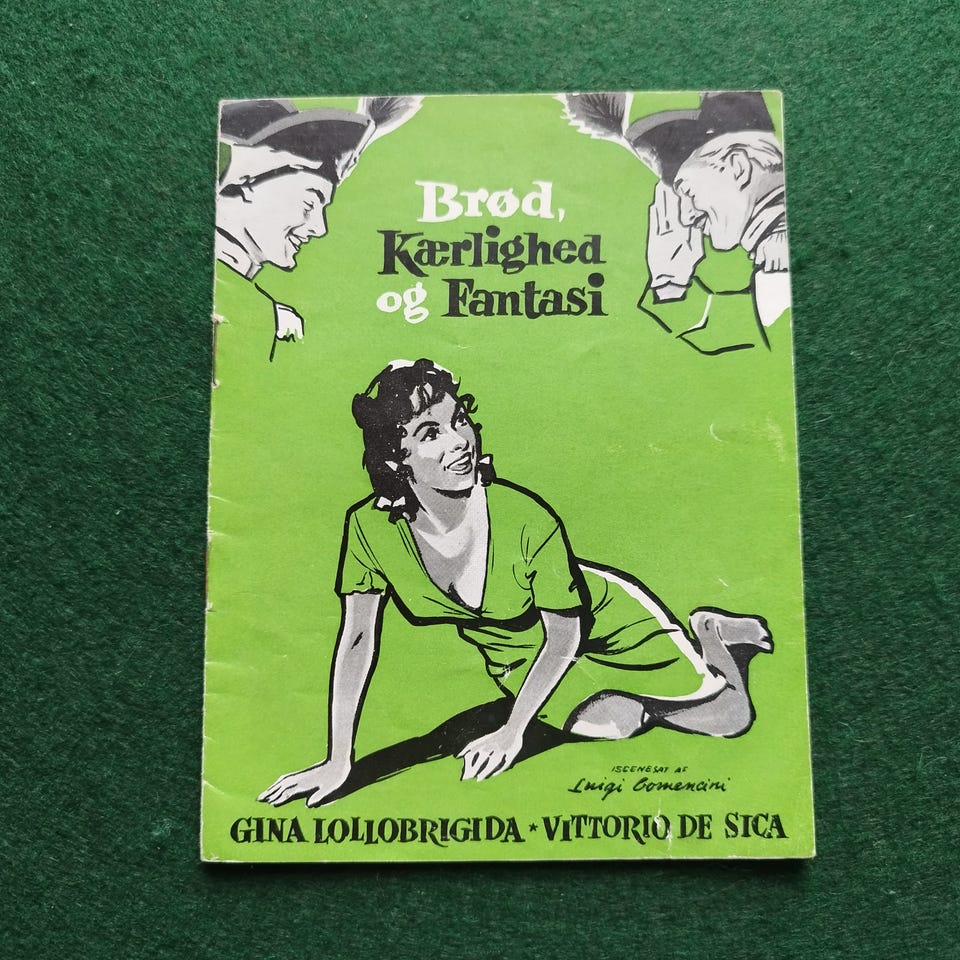 Brød,
Kærlighed
og Fantasi
ISCENESAT AF
Luigi Comencini
GINA LOLLOBRIGIDA * VITTORIO DE SICA